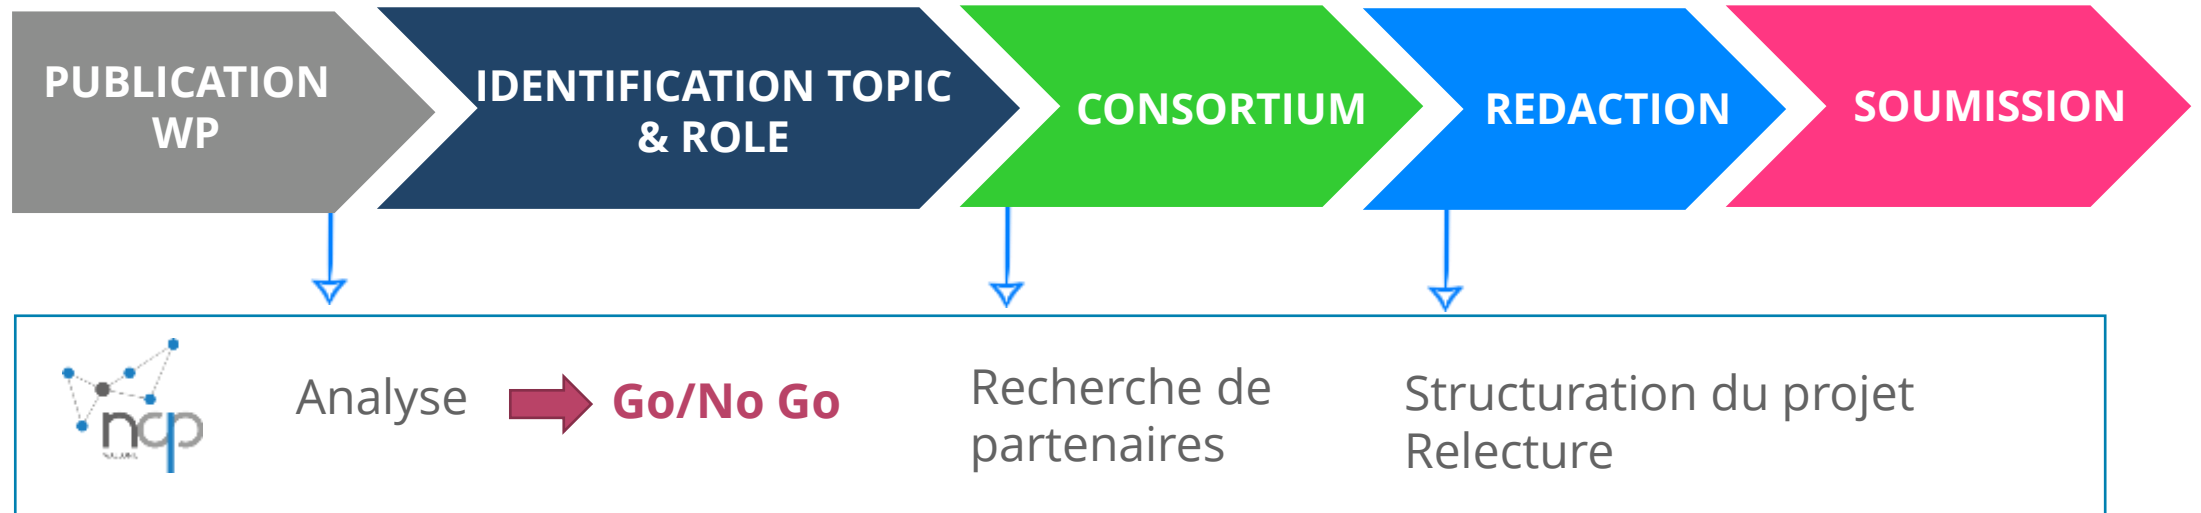 PUBLICATION
WP
IDENTIFICATION TOPIC
& ROLE
CONSORTIUM
REDACTION
SOUMISSION
ncp
Analyse
Go/No Go
Recherche de
partenaires
Structuration du projet
Relecture